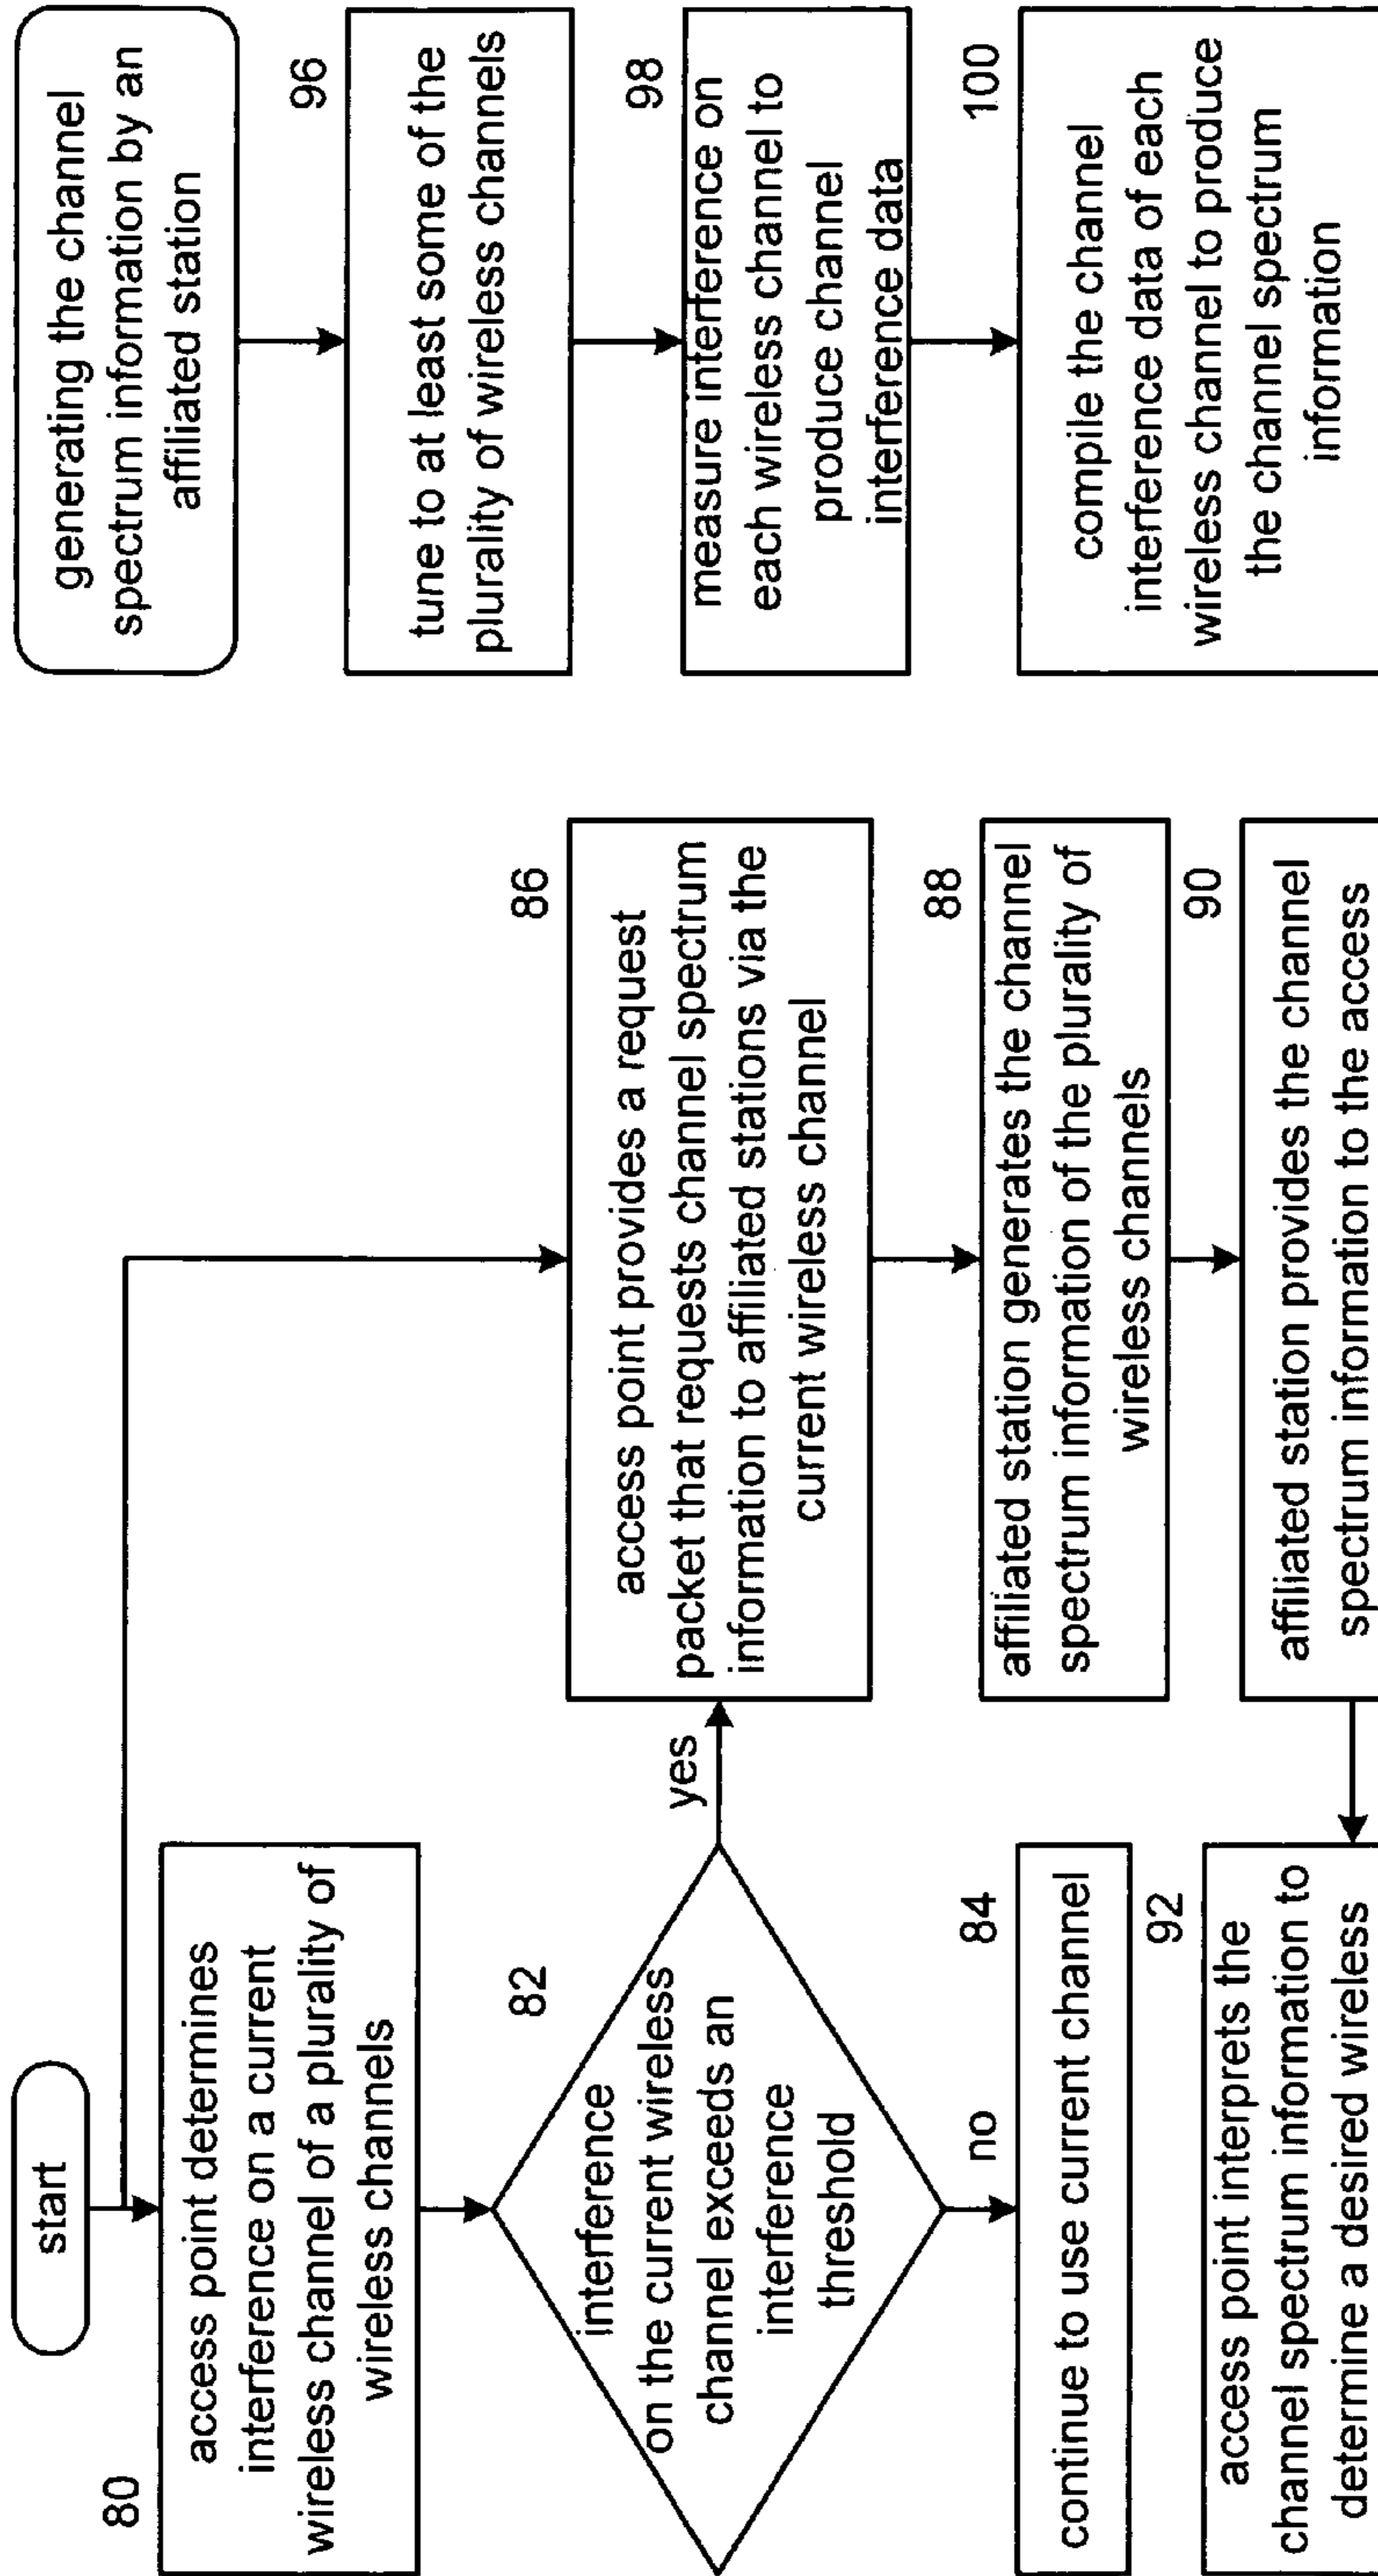 start
80
access point determines
interference on a current
wireless channel of a plurality of
wireless channels
82
interference
on the current wireless
channel exceeds an
interference
threshold
yes
no
84
continue to use current channel
86
access point provides a request
packet that requests channel spectrum
information to affiliated stations via the
current wireless channel
88
affiliated station generates the channel
spectrum information of the plurality of
wireless channels
90
affiliated station provides the channel
spectrum information to the access
92
access point interprets the
channel spectrum information to
determine a desired wireless
generating the channel
spectrum information by an
affiliated station
96
tune to at least some of the
plurality of wireless channels
98
measure interference on
each wireless channel to
produce channel
interference data
100
compile the channel
interference data of each
wireless channel to produce
the channel spectrum
information